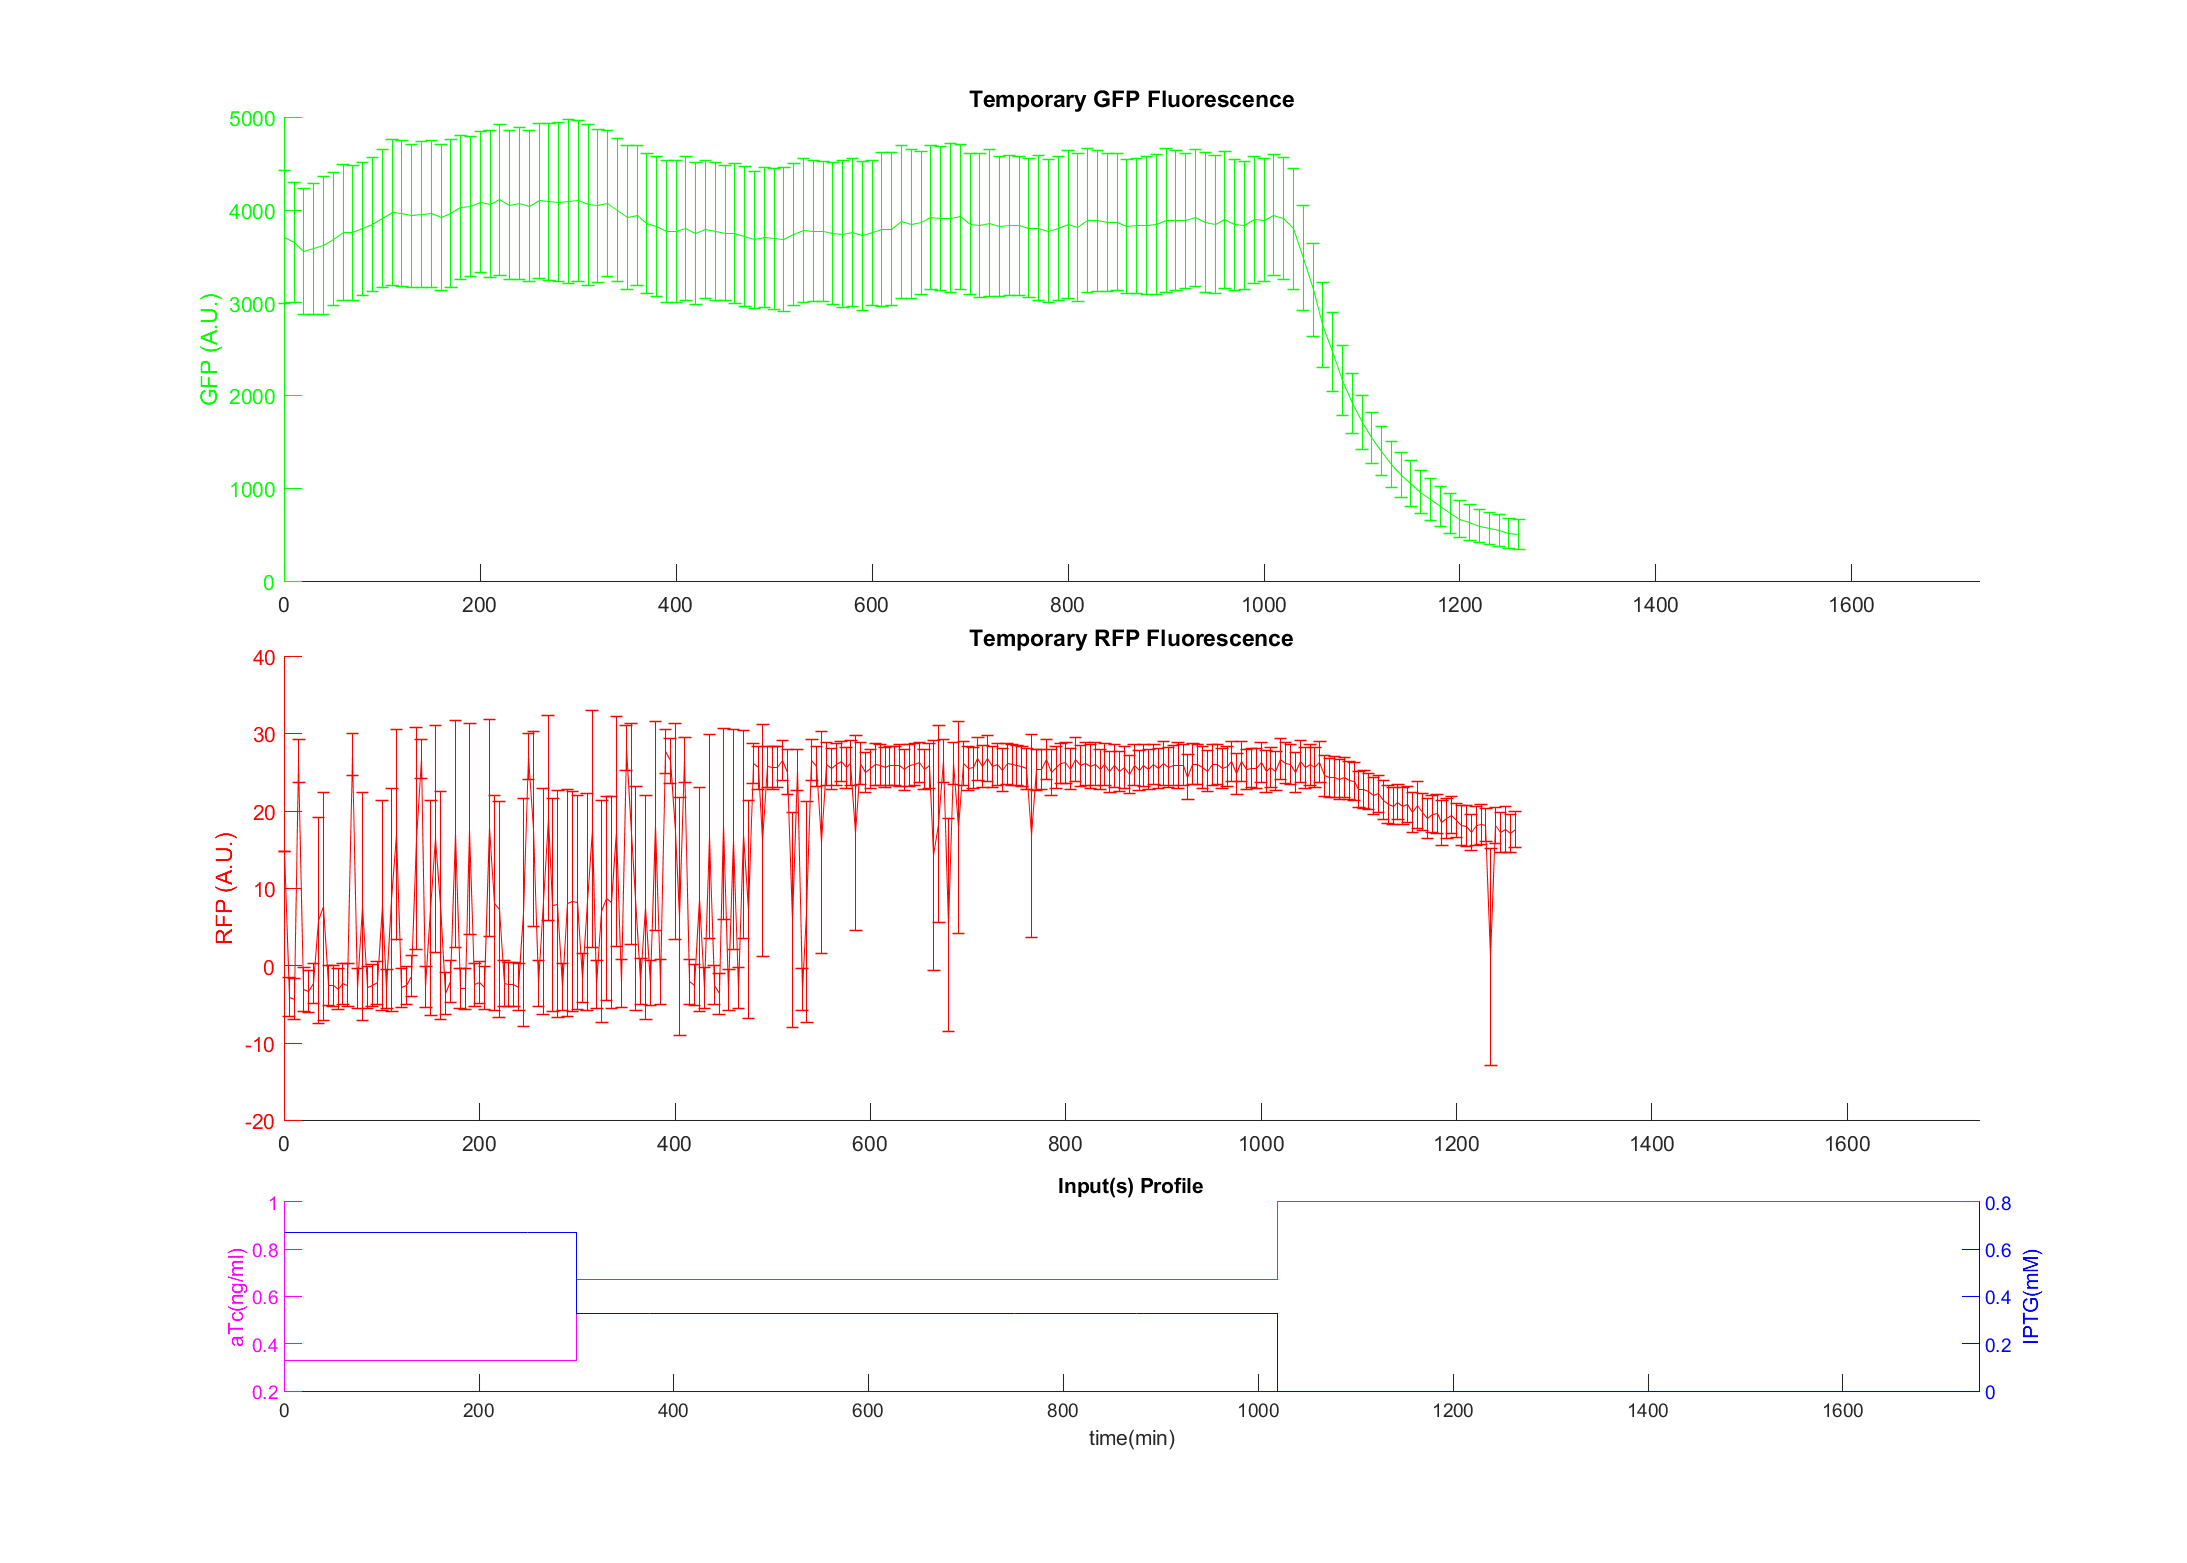 Temporary GFP Fluorescence
5000
4000
3000
2000
1000
0
GFP (A.U.)
0 200 400 600 800 1000 1200 1400 1600
Temporary RFP Fluorescence
40
30
20
10
0
-10
-20
RFP (A.U.)
0 200 400 600 800 1000 1200 1400 1600
Input(s) Profile
1
0.8
0.6
0.4
0.2
aTc(ng/ml)
0.8
0.6
0.4
0.2
0
IPTG(mM)
0 200 400 600 800 1000 1200 1400 1600
time(min)